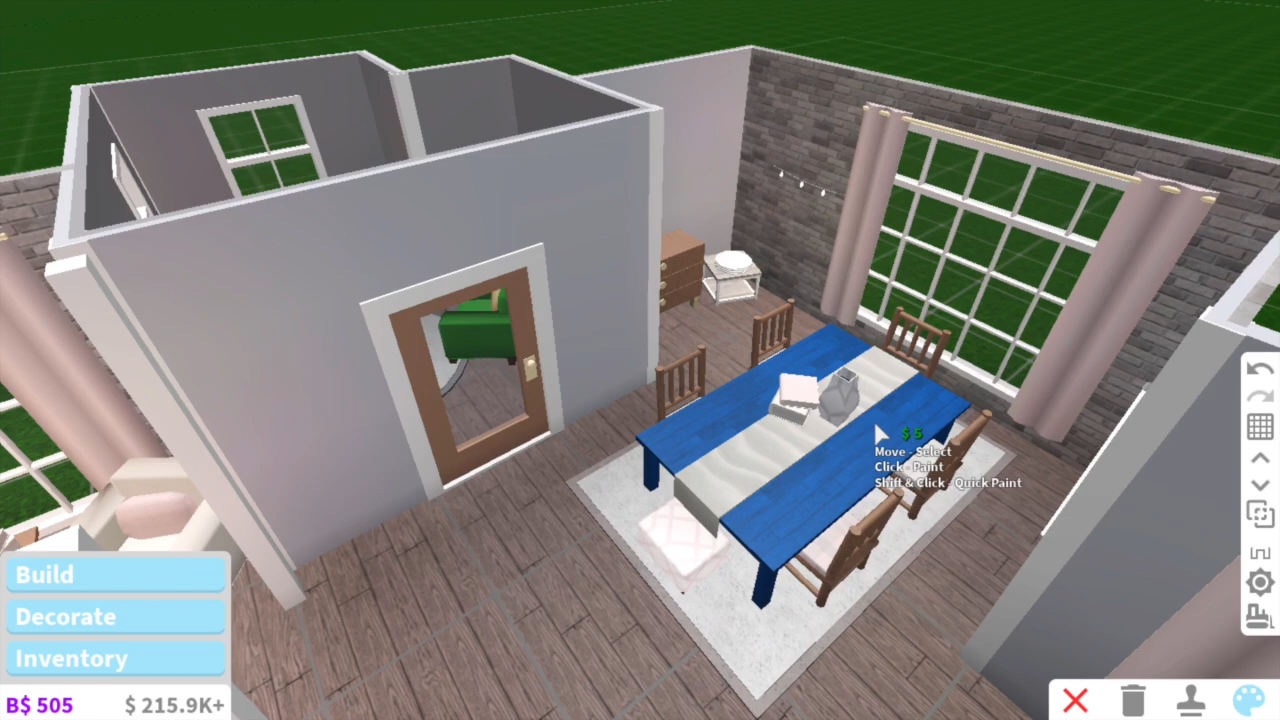 $ 5
Move - Select
Click - Paint
Shift & Click - Quick Paint
Build
Decorate
Inventory
B$ 505
$ 215.9K+